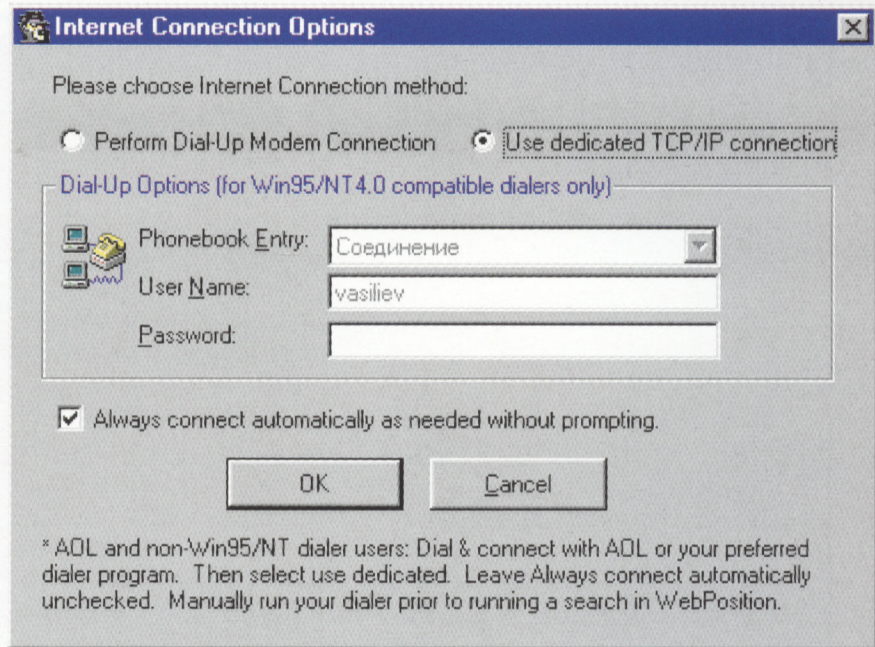 Internet Connection Options
Please choose Internet Connection method:
Perform Dial-Up Modem Connection Use dedicated TCP/IP connection
Dial-Up Options (for Win95/NT4.0 compatible dialers only)
Phonebook Entry: Соединение
User Name: vasiliev
Password:
Always connect automatically as needed without prompting.
OK Cancel
* AOL and non-Win95/NT dialer users: Dial & connect with AOL or your preferred
dialer program. Then select use dedicated. Leave Always connect automatically
unchecked. Manually run your dialer prior to running a search in WebPosition.